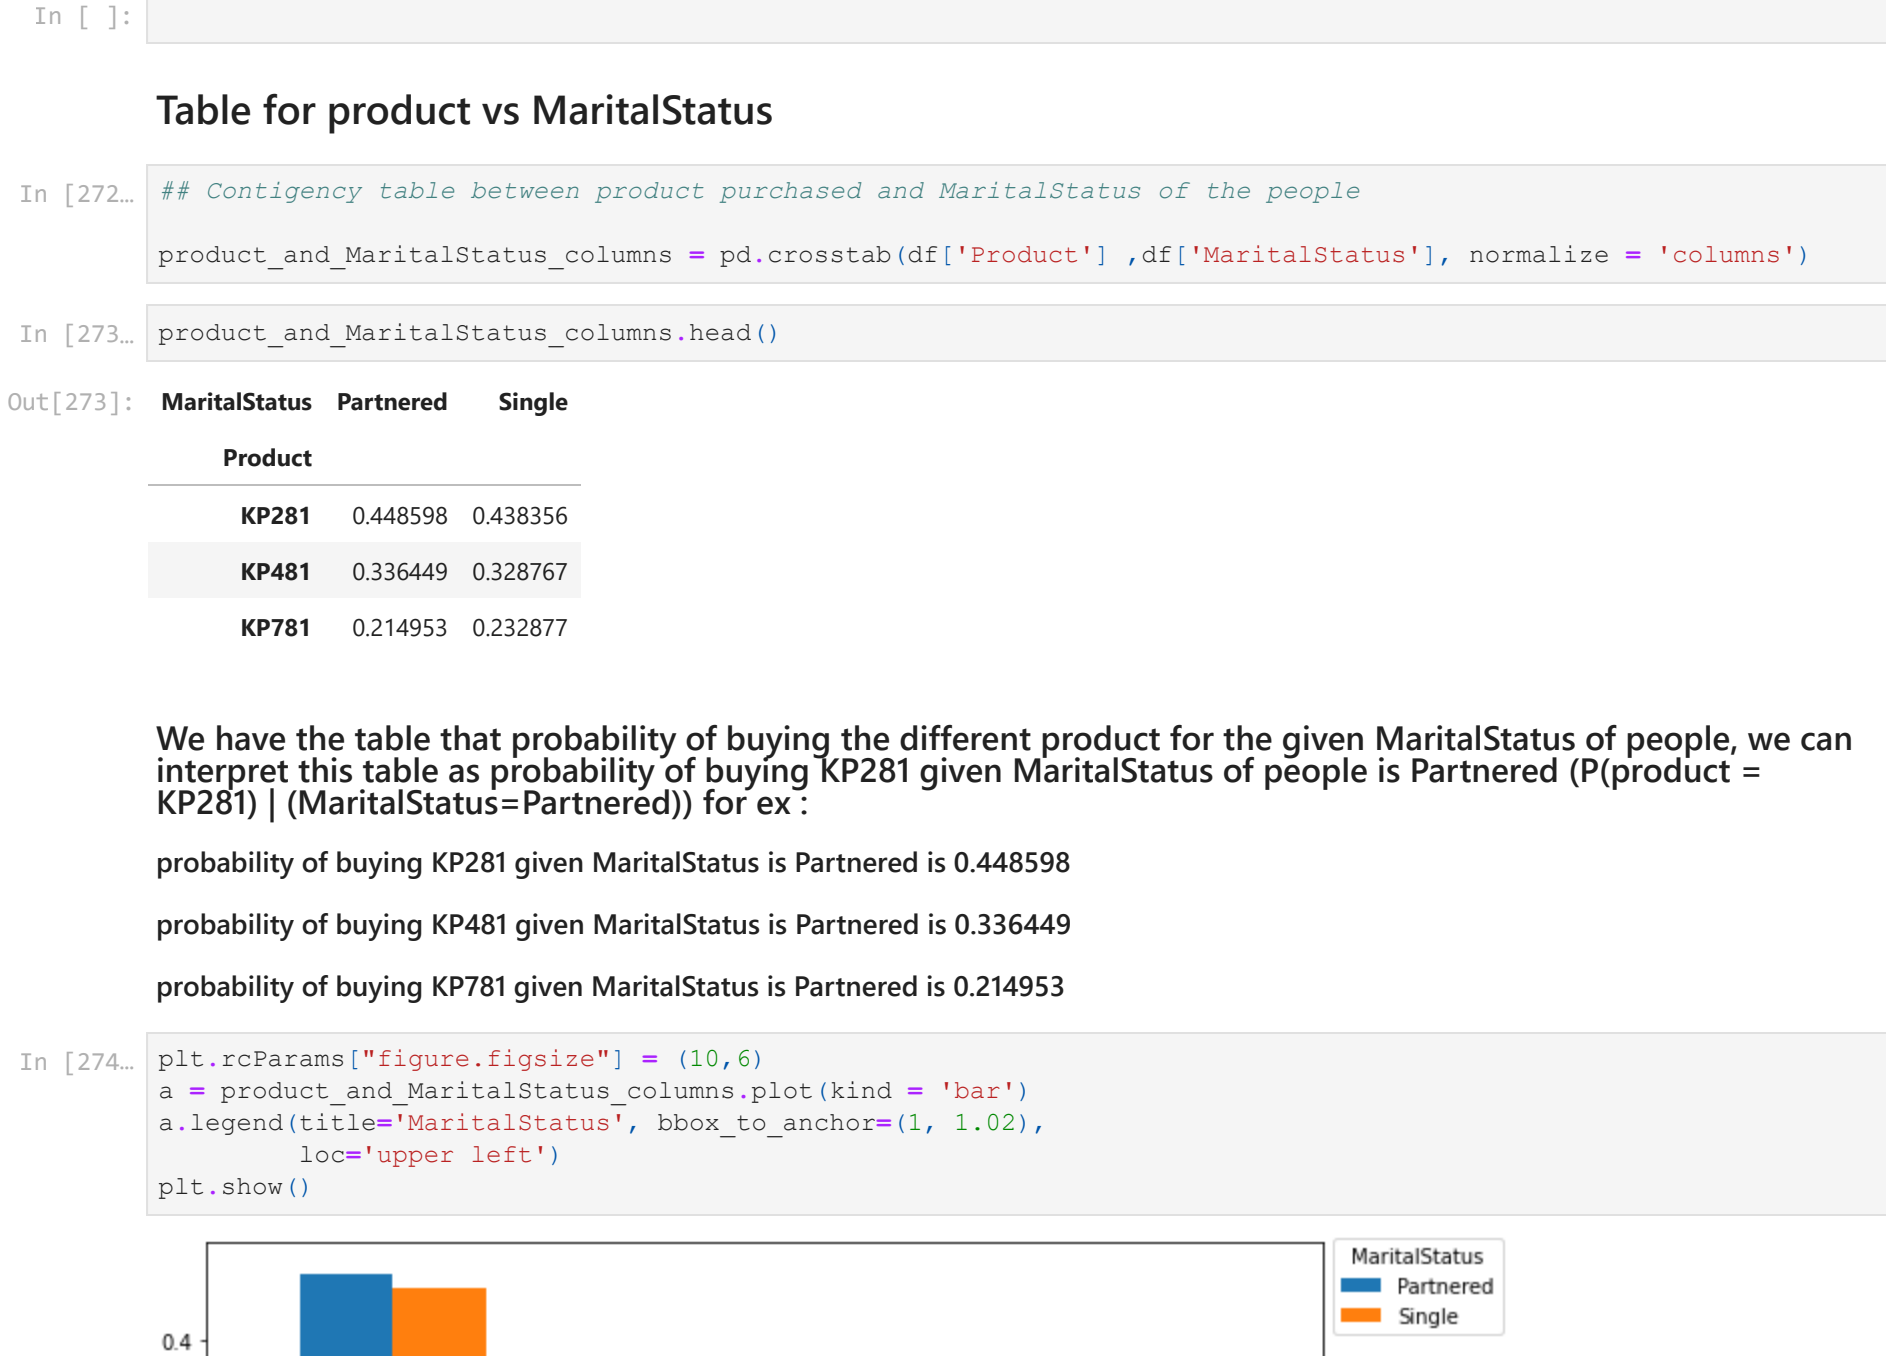 In [ ]:
Table for product vs MaritalStatus
In [272… ## Contigency table between product purchased and MaritalStatus of the people
product_and_MaritalStatus_columns = pd.crosstab(df['Product'] ,df['MaritalStatus'], normalize = 'columns')
In [273… product_and_MaritalStatus_columns.head()
Out[273]: MaritalStatus Partnered Single
Product
KP281 0.448598 0.438356
KP481 0.336449 0.328767
KP781 0.214953 0.232877
We have the table that probability of buying the different product for the given MaritalStatus of people, we can
interpret this table as probability of buying KP281 given MaritalStatus of people is Partnered (P(product =
KP281) | (MaritalStatus=Partnered)) for ex :
probability of buying KP281 given MaritalStatus is Partnered is 0.448598
probability of buying KP481 given MaritalStatus is Partnered is 0.336449
probability of buying KP781 given MaritalStatus is Partnered is 0.214953
In [274… plt.rcParams["figure.figsize"] = (10,6)
a = product_and_MaritalStatus_columns.plot(kind = 'bar')
a.legend(title='MaritalStatus', bbox_to_anchor=(1, 1.02),
loc='upper left')
plt.show()
MaritalStatus
Partnered
Single
0.4